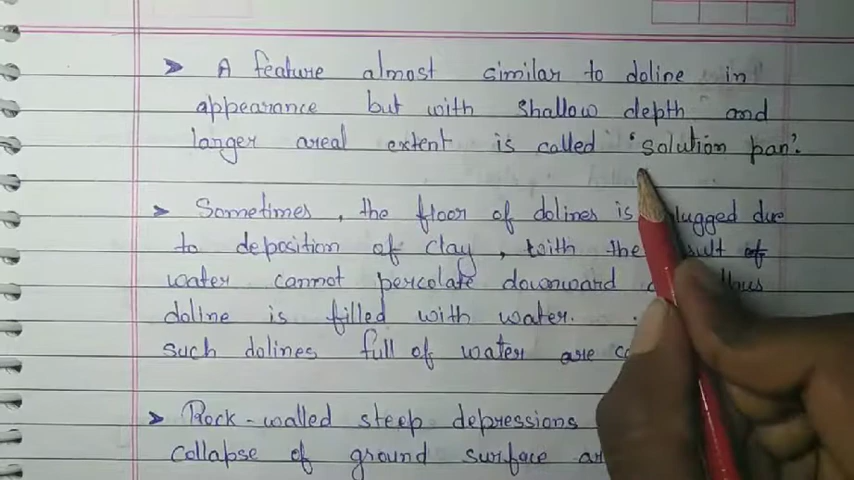 ➤ A feature almost similar to doline in
appearance but with shallow depth and
larger areal extent is called 'solution pan'.
➤ Sometimes, the floor of dolines is plugged due
to deposition of clay, with the result of
water cannot percolate downward
doline is filled with water.
such dolines full of water are
➤ Rock-walled steep depressions
collapse of ground surface